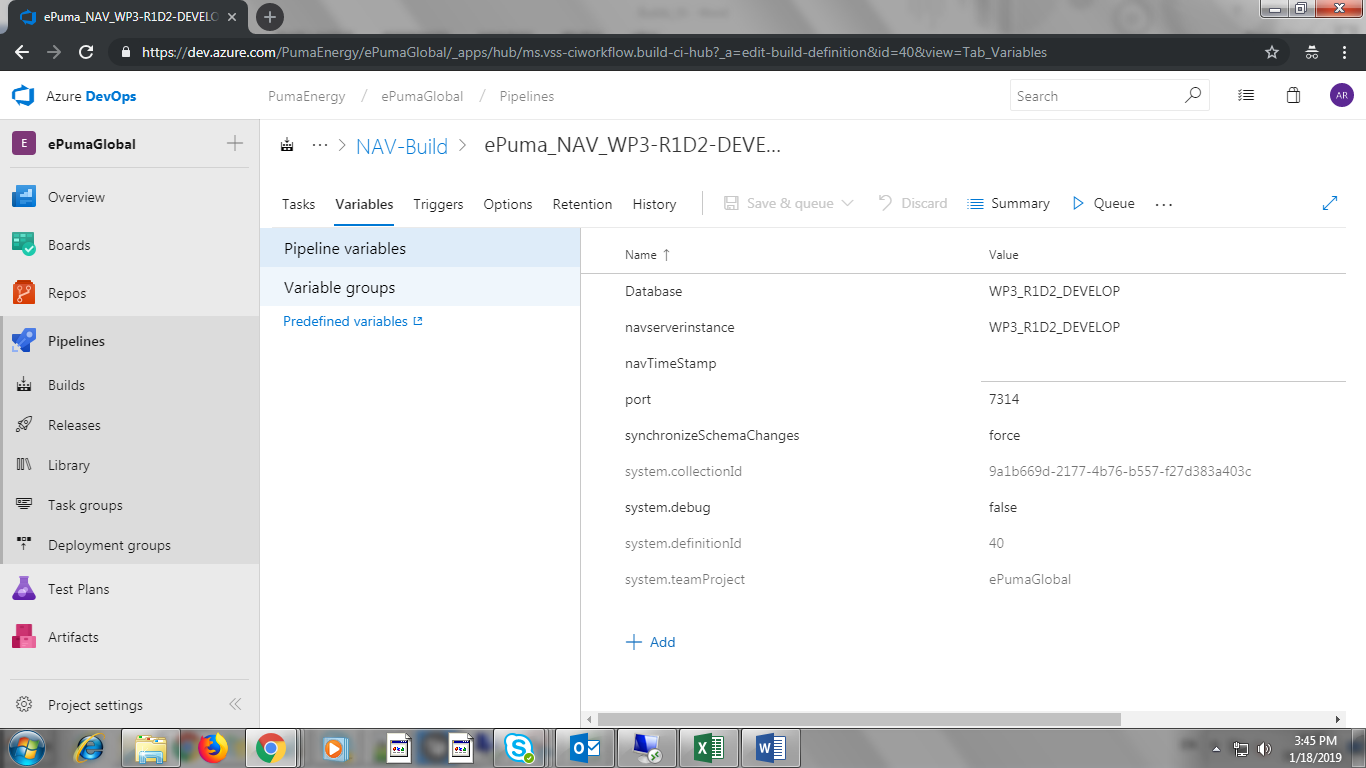 ePuma_NAV_WP3-R1D2-DEVELO
https://dev.azure.com/PumaEnergy/ePumaGlobal/_apps/hub/ms.vss-ciworkflow.build-ci-hub?_a=edit-build-definition&id=40&view=Tab_Variables
Azure DevOps PumaEnergy / ePumaGlobal / Pipelines Search AR
E ePumaGlobal
... > NAV-Build > ePuma_NAV_WP3-R1D2-DEVE...
Overview
Boards
Repos
Pipelines
Builds
Releases
Library
Task groups
Deployment groups
Test Plans
Artifacts
Project settings
Tasks Variables Triggers Options Retention History Save & queue Discard Summary Queue ...
Pipeline variables
Variable groups
Predefined variables
Name ↑ Value
Database WP3_R1D2_DEVELOP
navserverinstance WP3_R1D2_DEVELOP
navTimeStamp
port 7314
synchronizeSchemaChanges force
system.collectionId 9a1b669d-2177-4b76-b557-f27d383a403c
system.debug false
system.definitionId 40
system.teamProject ePumaGlobal
+ Add
3:45 PM
1/18/2019